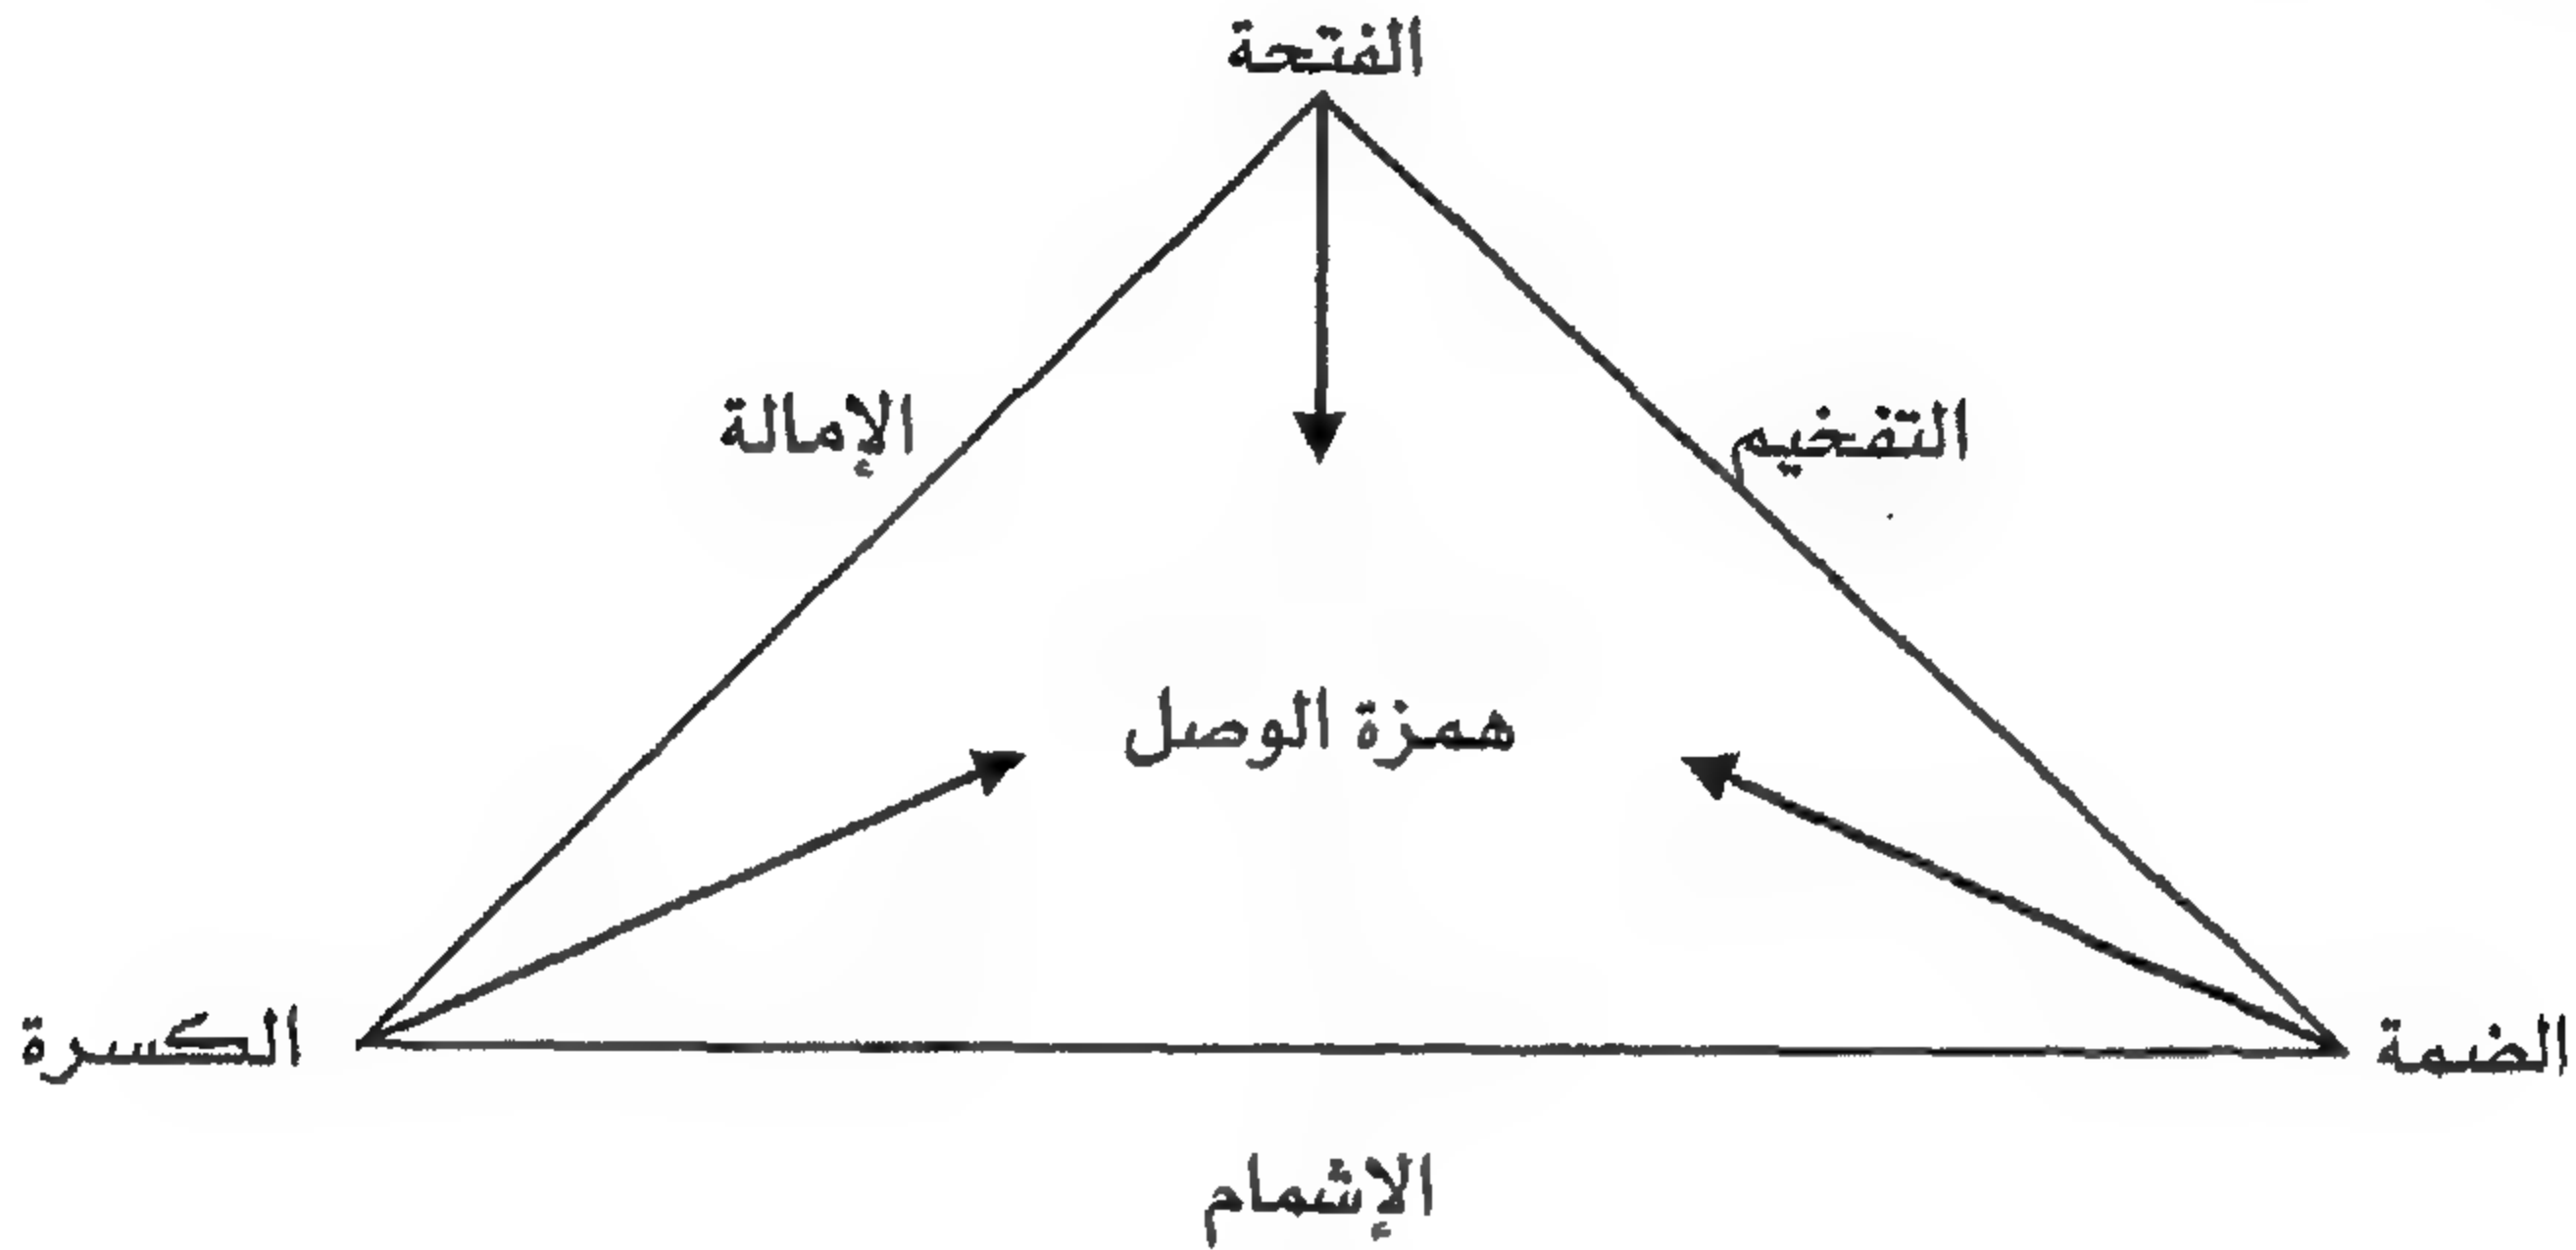 الفتحة
التفخيم
الإمالة
همزة الوصل
الضمة
الكسرة
الإشمام